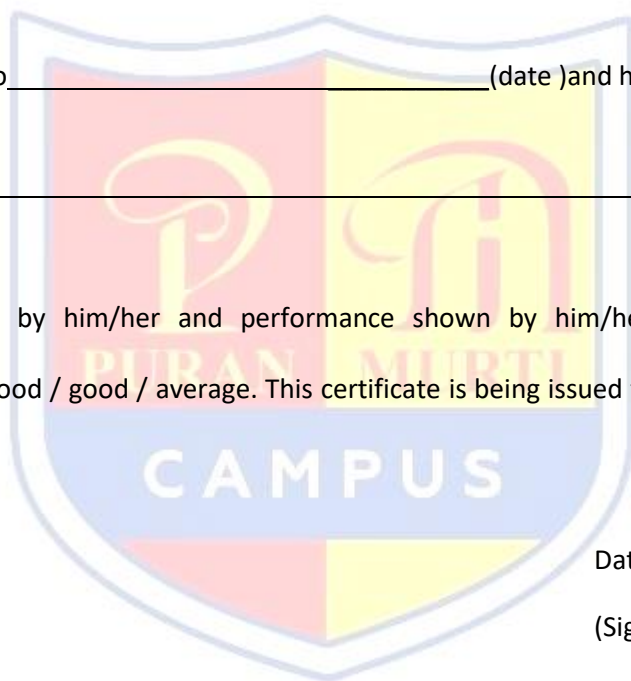 (date )and h
by him/her and performance shown by him/he
PURAN MURTI
ood / good / average. This certificate is being issued
CAMPUS
Dat
(Sig